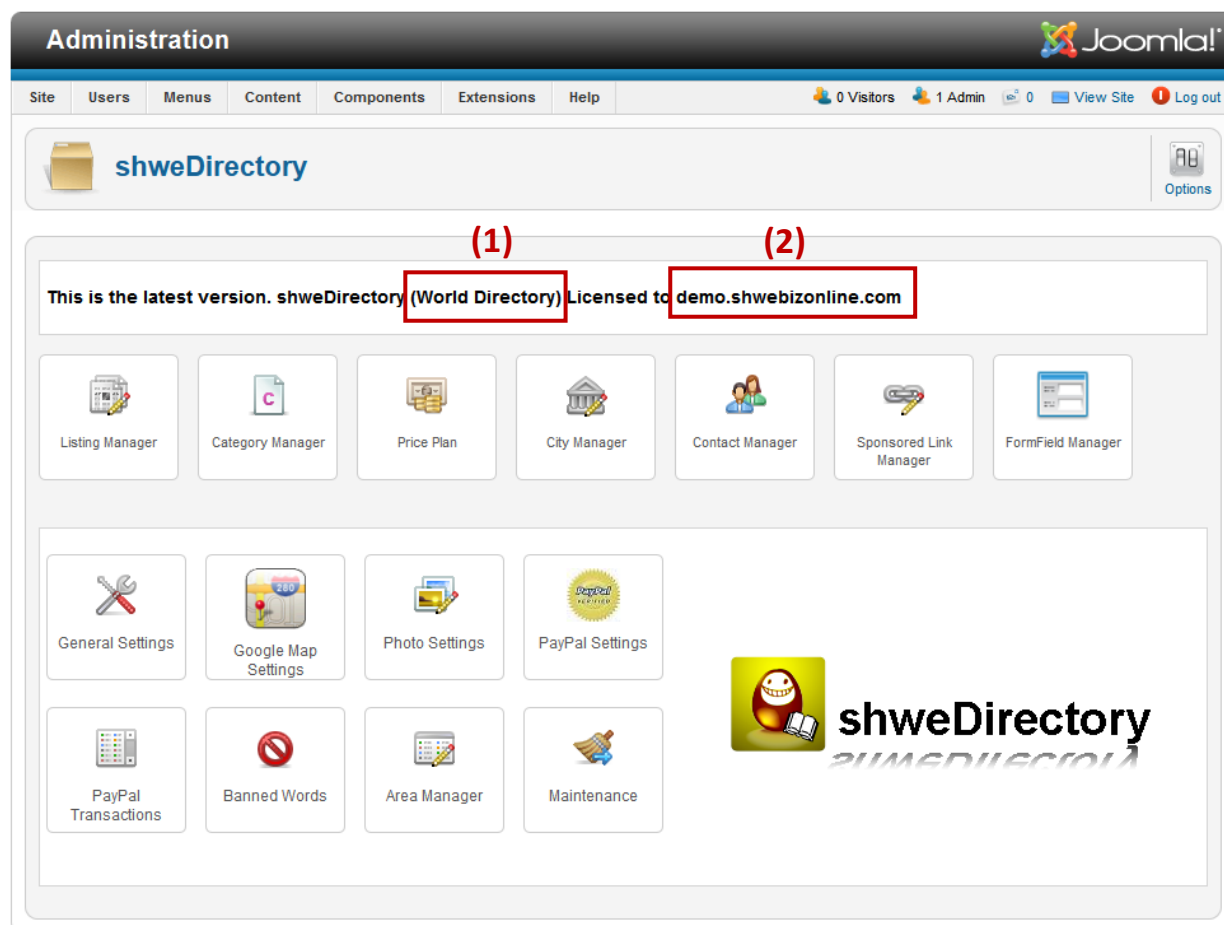 Administration
Joomla!
Site Users Menus Content Components Extensions Help 0 Visitors 1 Admin 0 View Site Log out
shweDirectory
Options
(1) (2)
This is the latest version. shweDirectory (World Directory) Licensed to demo.shwebizonline.com
C
Listing Manager Category Manager Price Plan City Manager Contact Manager Sponsored Link FormField Manager
Manager
280
PayPal
VERIFIED
General Settings Google Map Photo Settings PayPal Settings
Settings
shweDirectory
PayPal Banned Words Area Manager Maintenance
Transactions